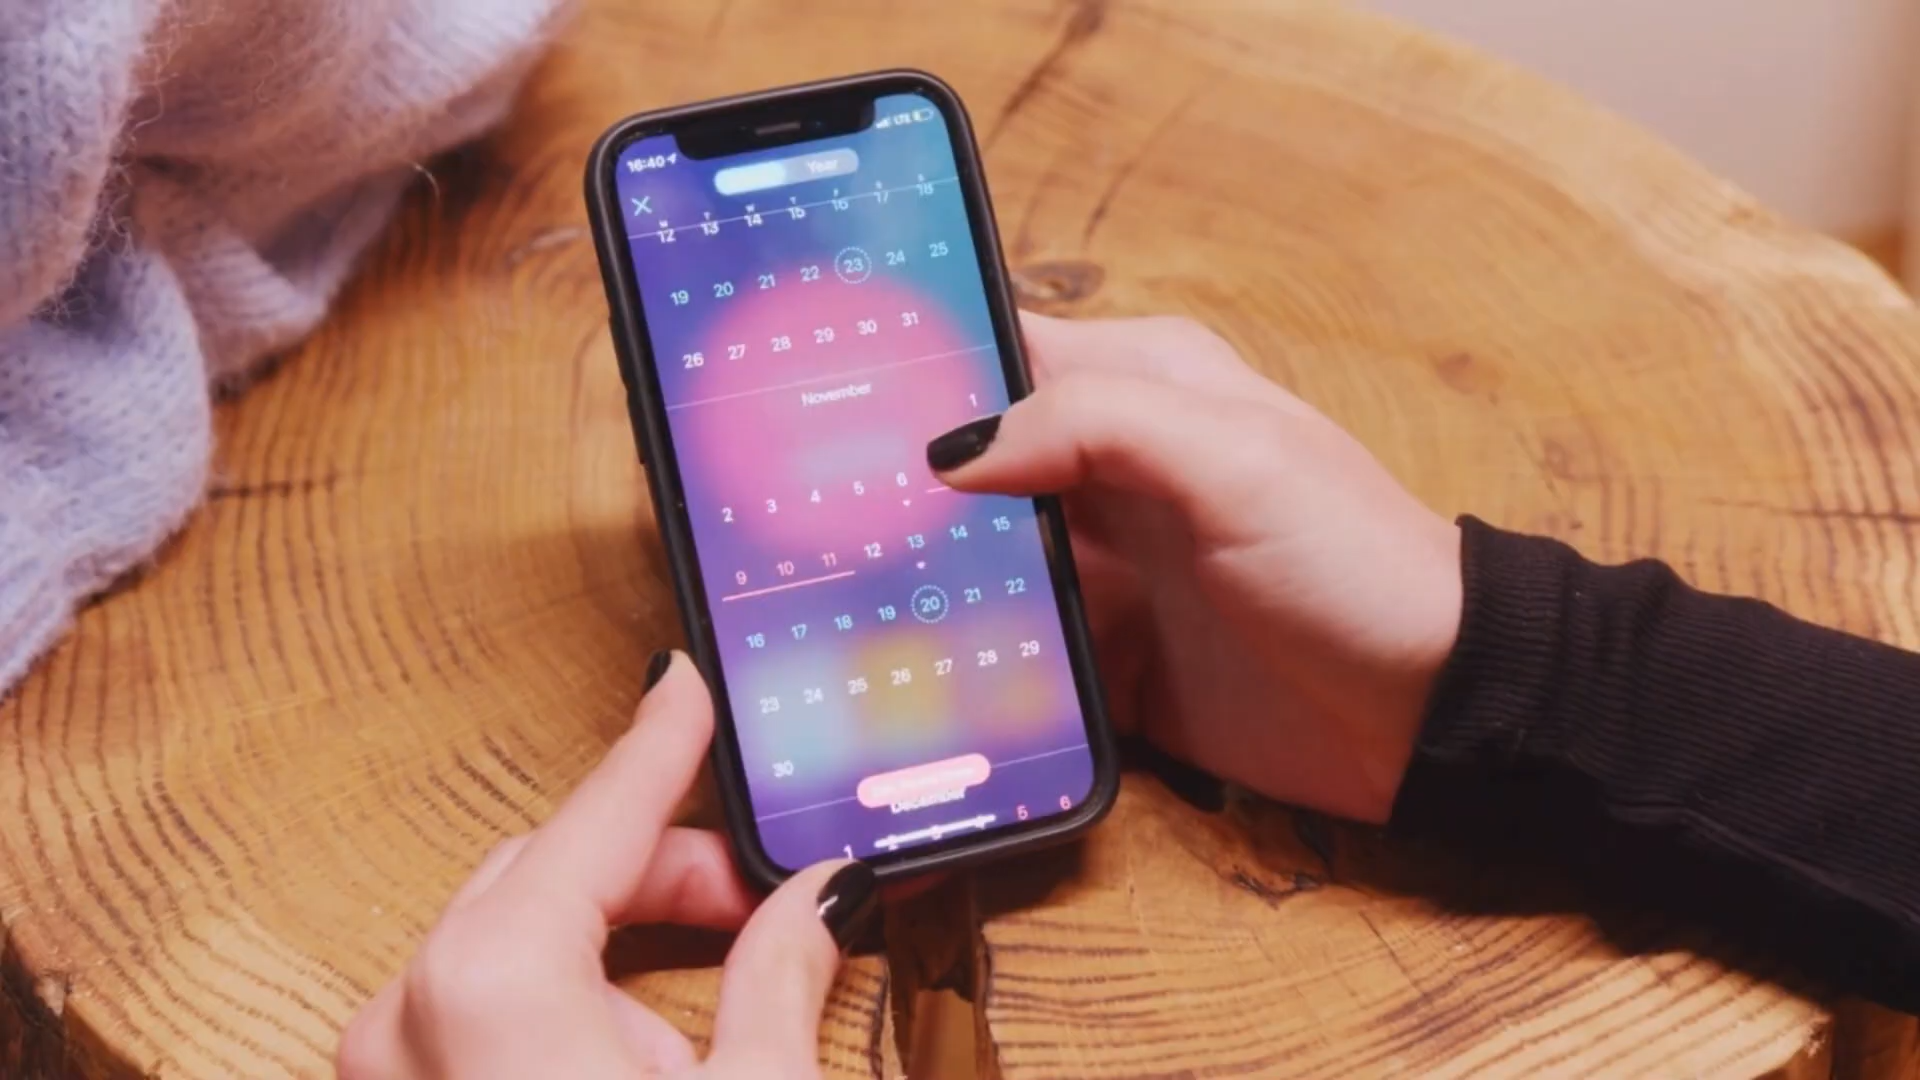 16:40 LTE
Year
M T W T F S S
12 13 14 15 16 17 18
19 20 21 22 23 24 25
26 27 28 29 30 31
November
1
2 3 4 5 6
9 10 11 12 13 14 15
16 17 18 19 20 21 22
23 24 25 26 27 28 29
30
December
5 6
1